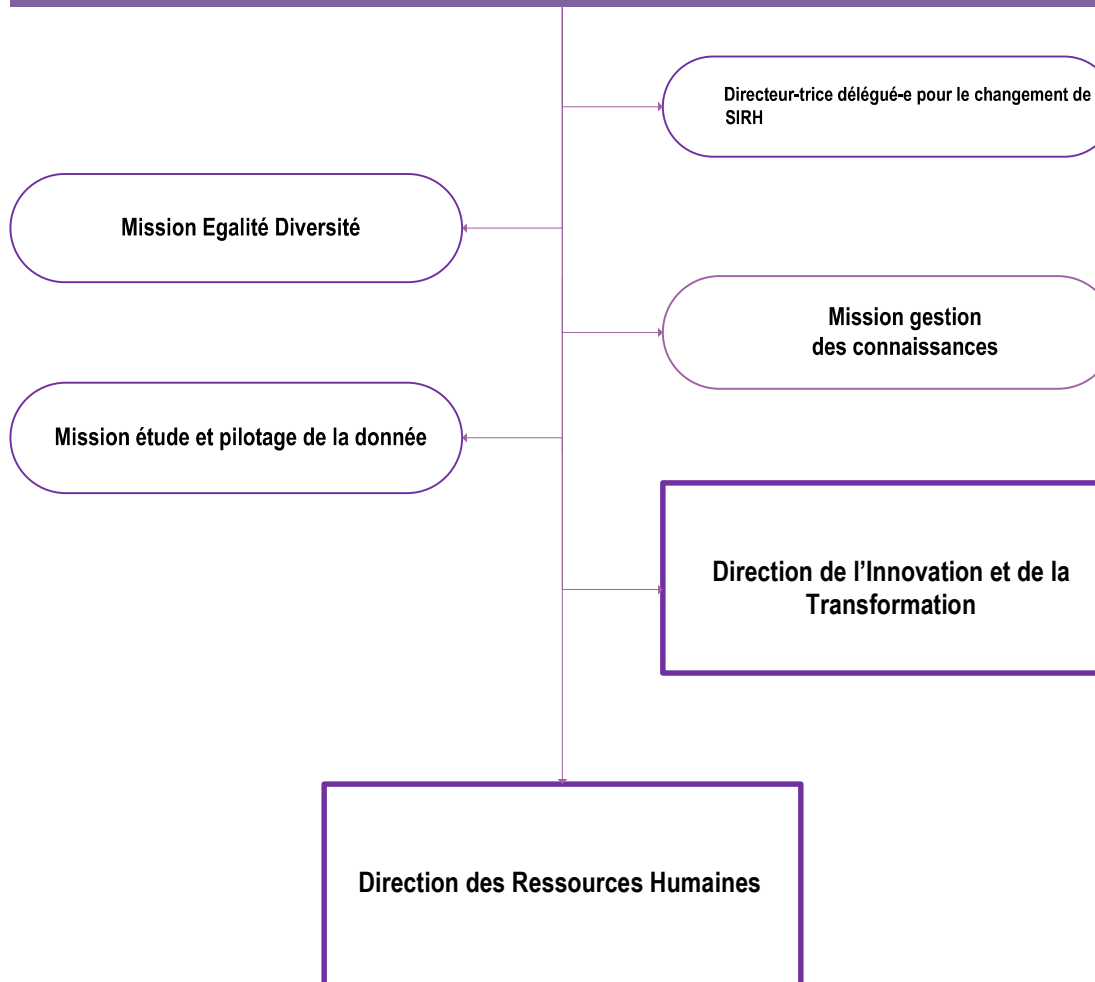 Directeur-trice délégué-e pour le changement de
SIRH
Mission Egalité Diversité
Mission gestion
des connaissances
Mission étude et pilotage de la donnée
Direction de l’Innovation et de la
Transformation
Direction des Ressources Humaines